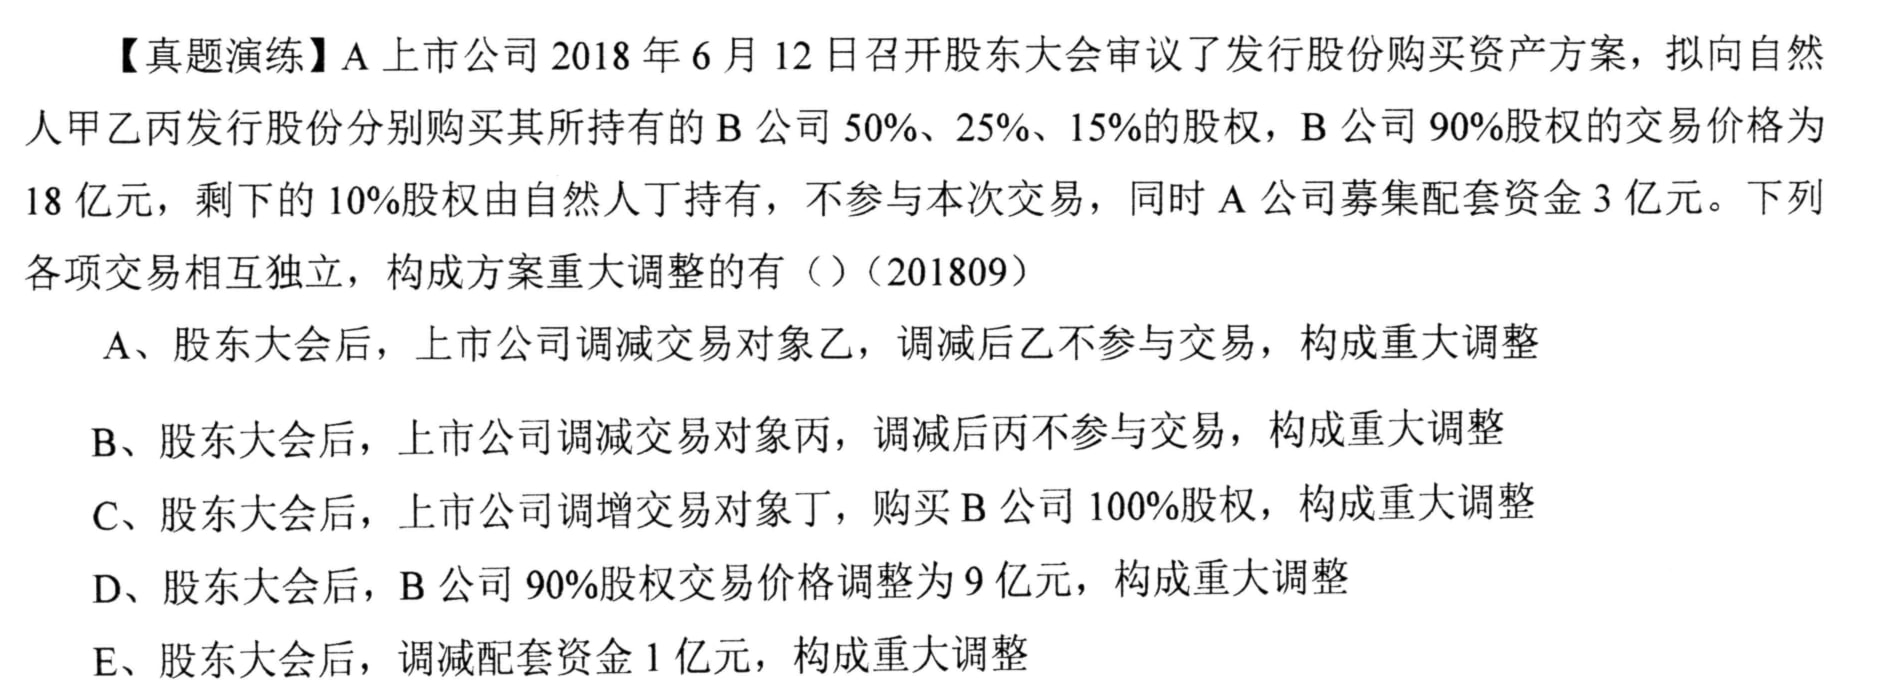 【真题演练】A 上市公司 2018 年 6 月 12 日召开股东大会审议了发行股份购买资产方案，拟向自然
人甲乙丙发行股份分别购买其所持有的 B 公司 50%、25%、15%的股权，B 公司 90%股权的交易价格为
18 亿元，剩下的 10%股权由自然人丁持有，不参与本次交易，同时 A 公司募集配套资金 3 亿元。下列
各项交易相互独立，构成方案重大调整的有（）（201809）
A、股东大会后，上市公司调减交易对象乙，调减后乙不参与交易，构成重大调整
B、股东大会后，上市公司调减交易对象丙，调减后丙不参与交易，构成重大调整
C、股东大会后，上市公司调增交易对象丁，购买 B 公司 100%股权，构成重大调整
D、股东大会后，B 公司 90%股权交易价格调整为 9 亿元，构成重大调整
E、股东大会后，调减配套资金 1 亿元，构成重大调整